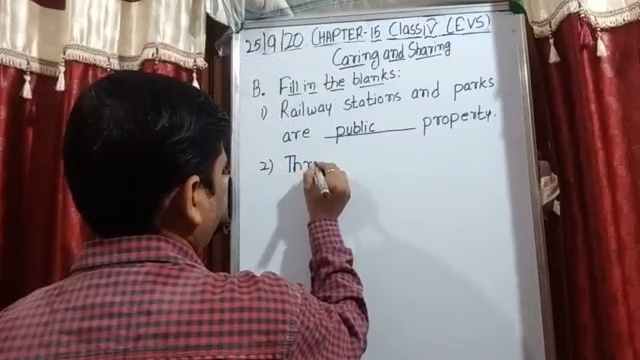 25/9/20 CHAPTER-15 Class V (EVS)
Caring and Sharing
B. Fill in the blanks:
1) Railway stations and parks
are public property.
2) Thr